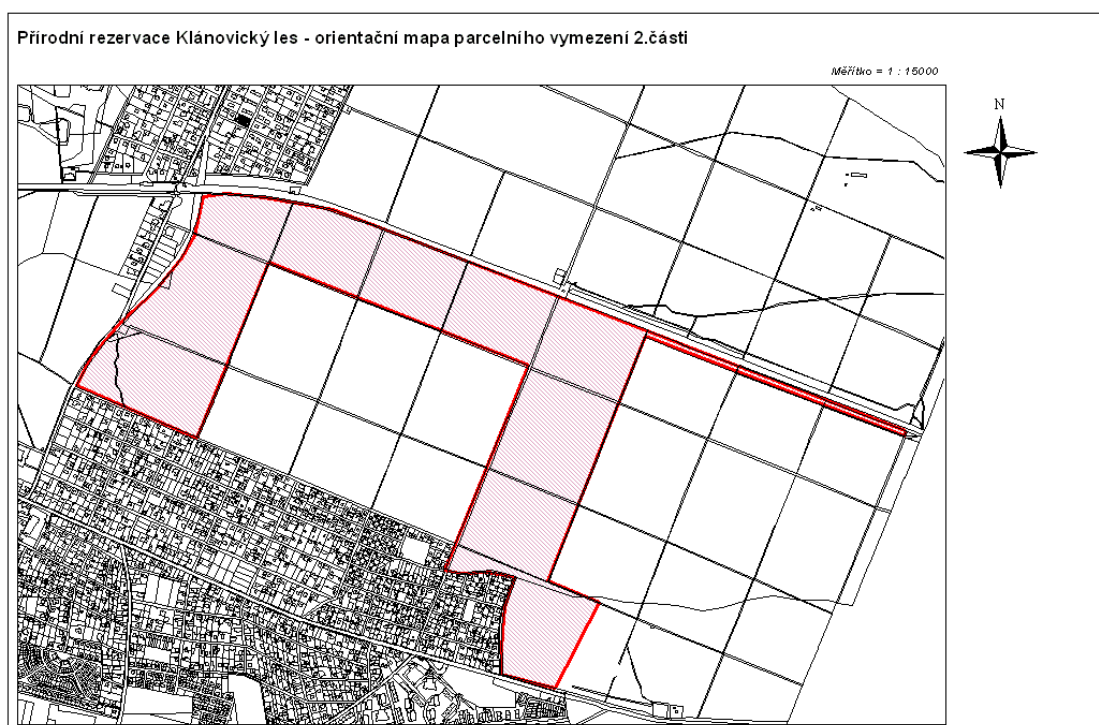 Přírodní rezervace Klánovický les - orientační mapa parcelního vymezení 2.části
Měřítko = 1 : 15000
N